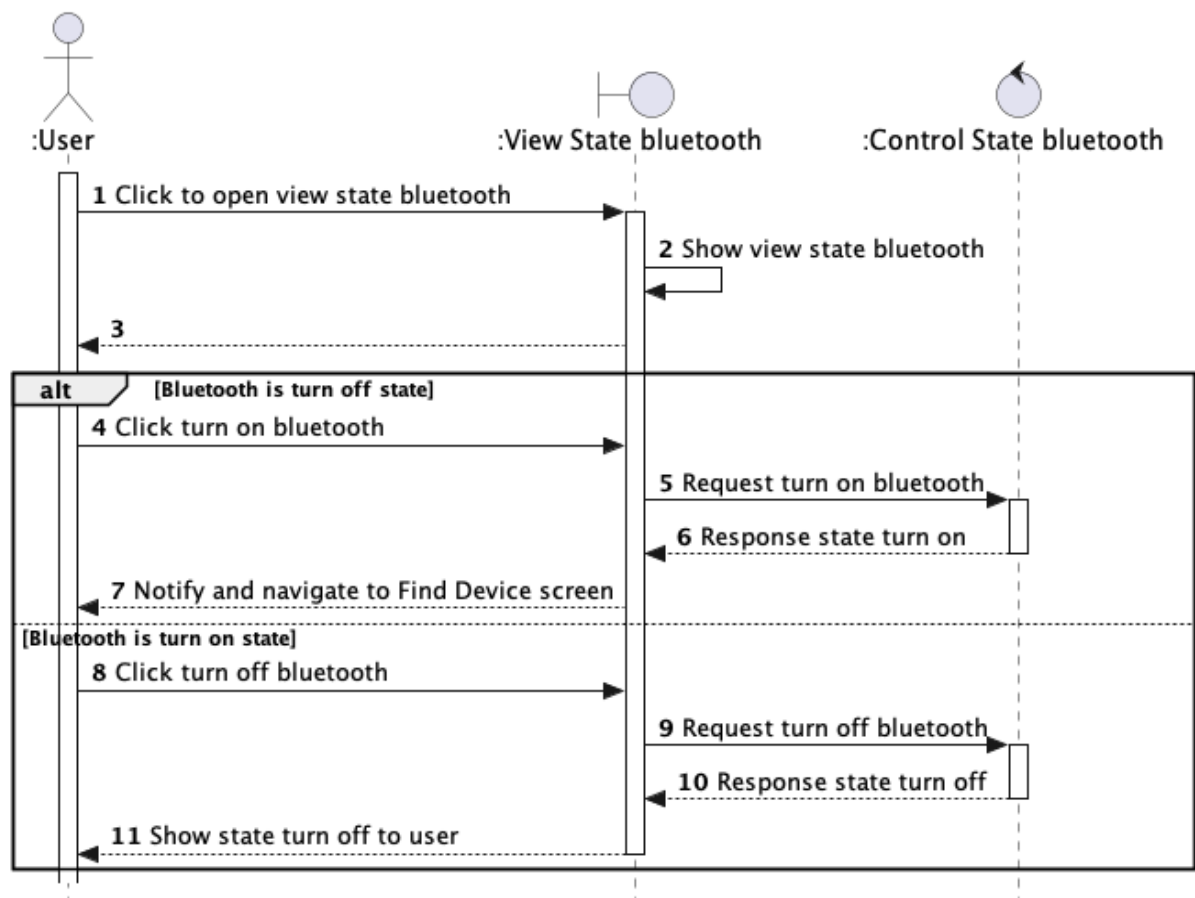 :User
:View State bluetooth
:Control State bluetooth
1 Click to open view state bluetooth
2 Show view state bluetooth
3
alt [Bluetooth is turn off state]
4 Click turn on bluetooth
5 Request turn on bluetooth
6 Response state turn on
7 Notify and navigate to Find Device screen
[Bluetooth is turn on state]
8 Click turn off bluetooth
9 Request turn off bluetooth
10 Response state turn off
11 Show state turn off to user